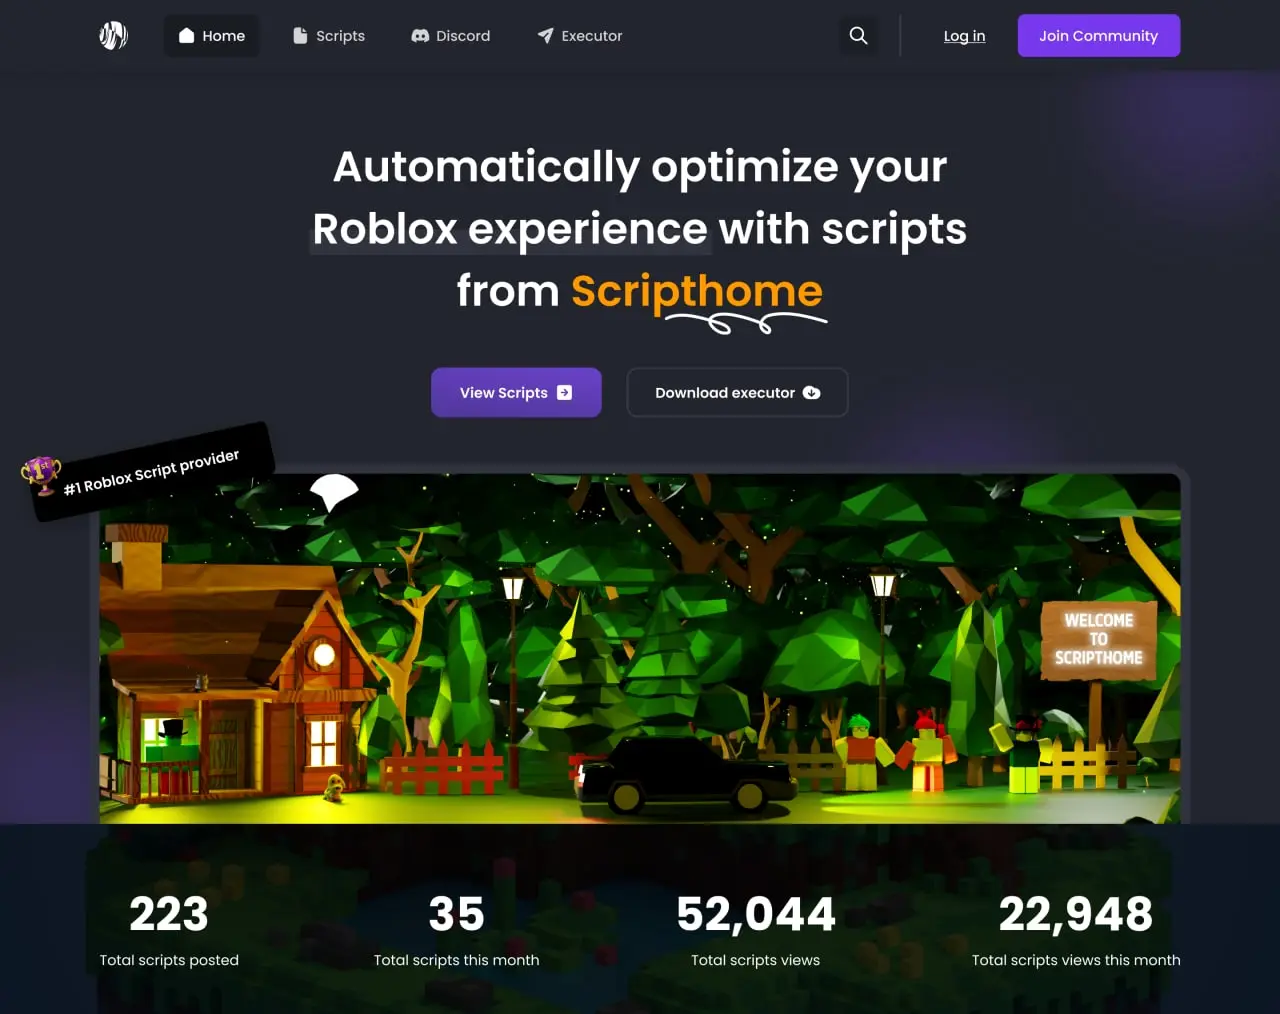 Home
Scripts
Discord
Executor
Log in
Join Community
Automatically optimize your
Roblox experience with scripts
from Scripthome
View Scripts
Download executor
1st
#1 Roblox Script provider
WELCOME
TO
SCRIPTHOME
223
Total scripts posted
35
Total scripts this month
52,044
Total scripts views
22,948
Total scripts views this month